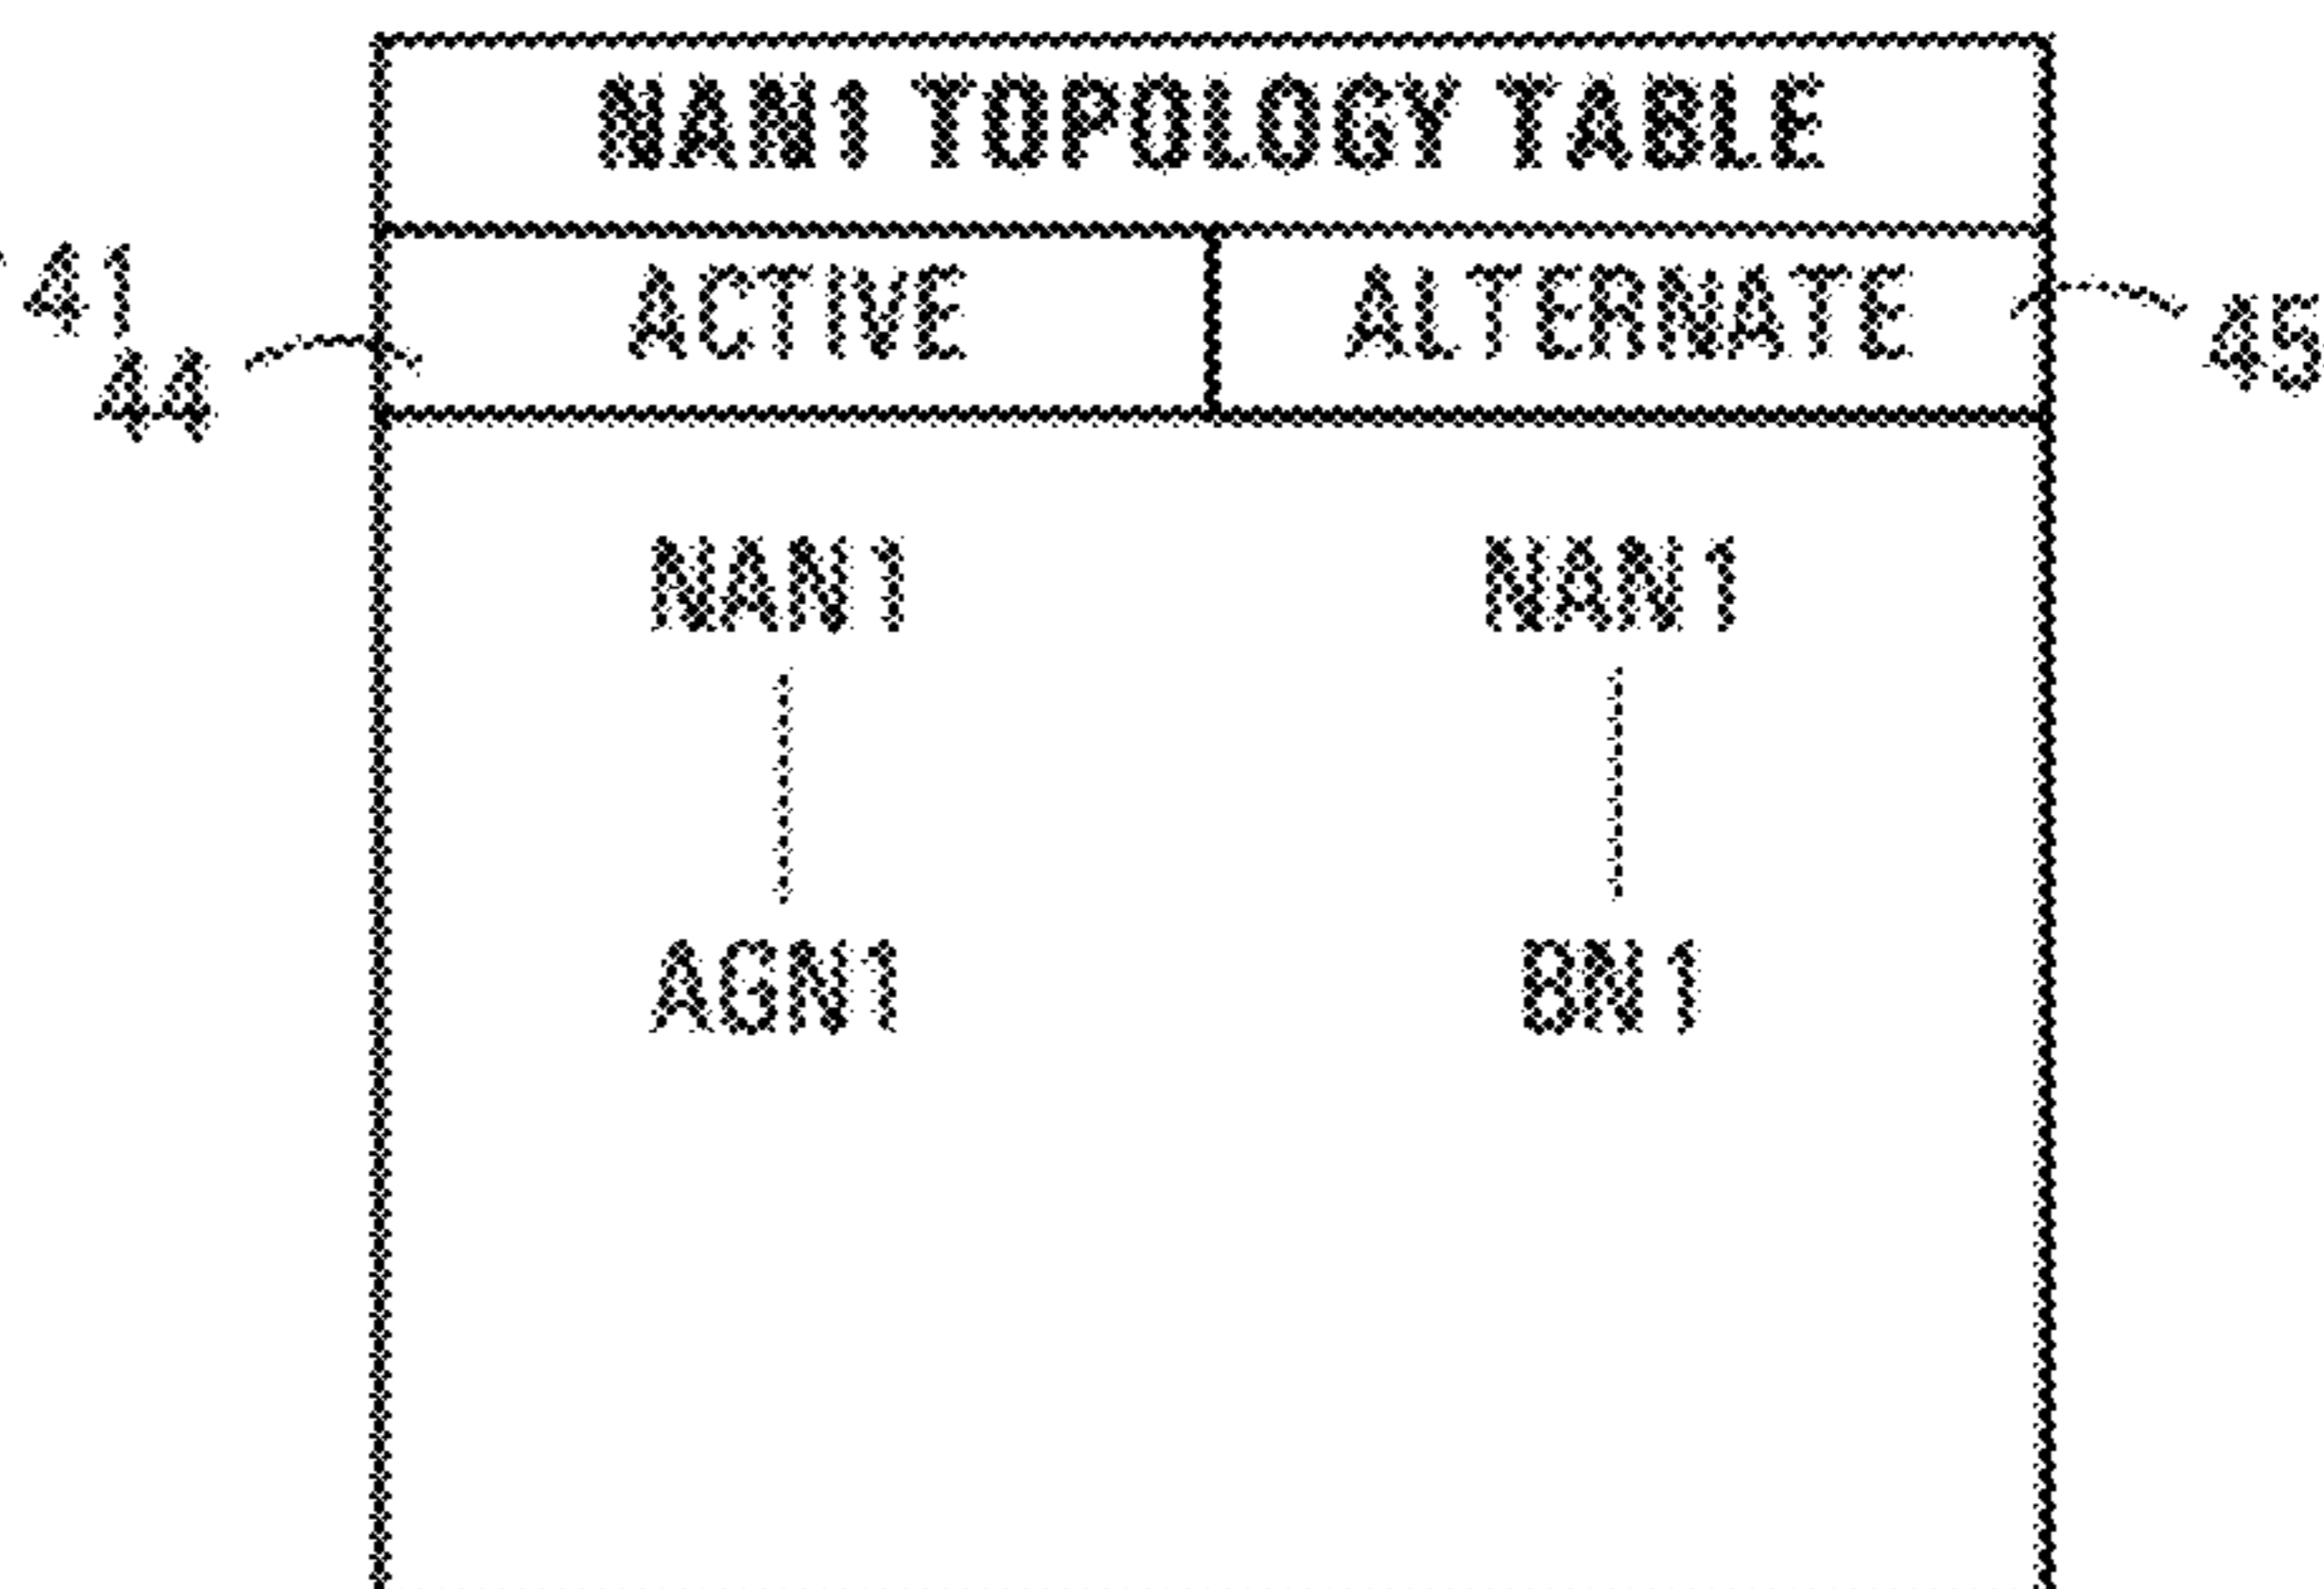 NAN1 TOPOLOGY TABLE
41
ACTIVE ALTERNATE
44
45
NAN1 NAN1
AGN1 BN1